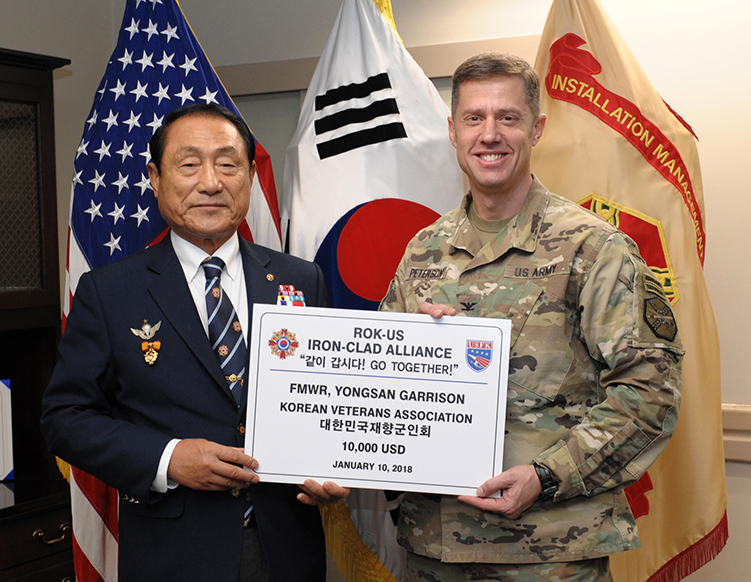 INSTALLATION MANAGEMENT
PETERSON
U.S. ARMY
ROK-US
IRON-CLAD ALLIANCE
"같이 갑시다! GO TOGETHER!"
USFK
FMWR, YONGSAN GARRISON
KOREAN VETERANS ASSOCIATION
대한민국재향군인회
10,000 USD
JANUARY 10, 2018